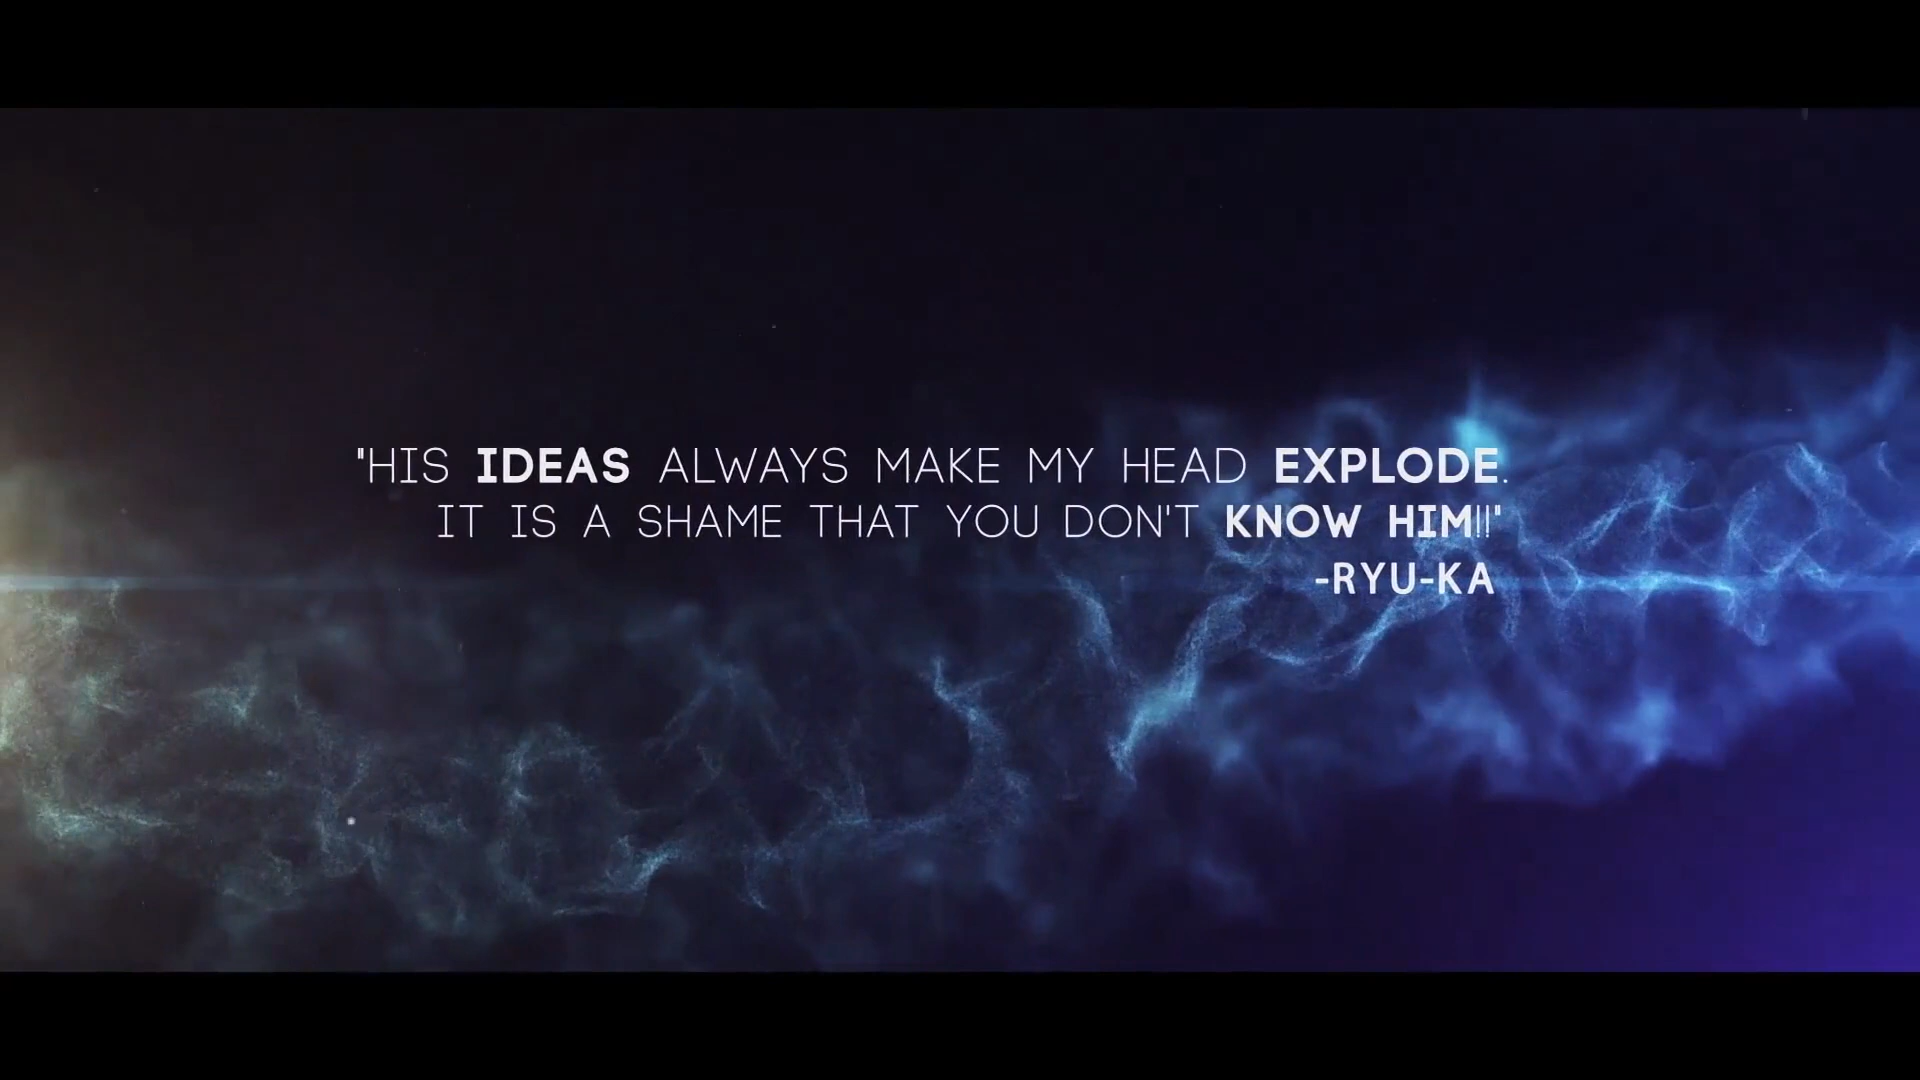 "HIS IDEAS ALWAYS MAKE MY HEAD EXPLODE.
IT IS A SHAME THAT YOU DON'T KNOW HIM!!"
-RYU-KA